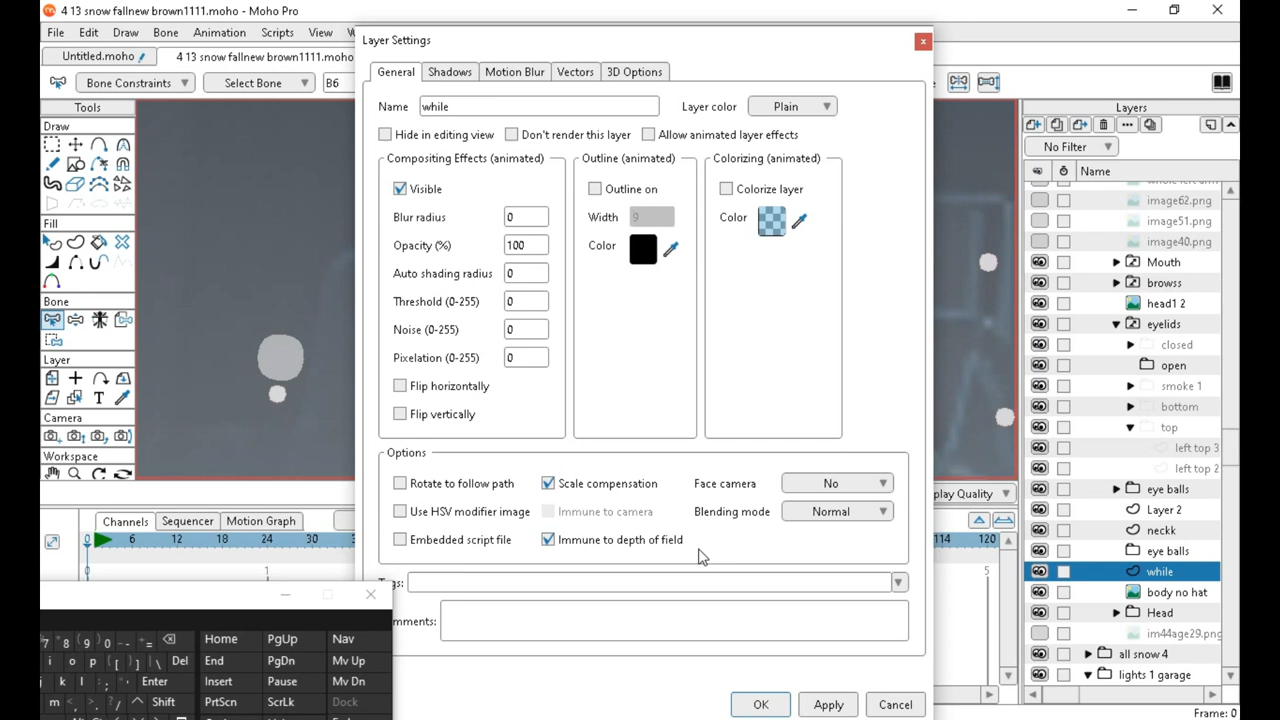 4 13 snow fallnew brown1111.moho - Moho Pro
File Edit Draw Bone Animation Scripts View
Untitled.moho 4 13 snow fallnew brown1111.moho
Bone Constraints Select Bone B6
Tools
Draw
Fill
Bone
Layer
Camera
Workspace
Layer Settings
General Shadows Motion Blur Vectors 3D Options
Name while Layer color Plain
Hide in editing view Don't render this layer Allow animated layer effects
Compositing Effects (animated) Outline (animated) Colorizing (animated)
Visible Outline on Colorize layer
Blur radius 0 Width 9 Color
Opacity (%) 100 Color
Auto shading radius 0
Threshold (0-255) 0
Noise (0-255) 0
Pixelation (0-255) 0
Flip horizontally
Flip vertically
Options
Rotate to follow path Scale compensation Face camera No
Use HSV modifier image Immune to camera Blending mode Normal
Embedded script file Immune to depth of field
Tags:
mments:
OK Apply Cancel
Layers
No Filter
Name
image62.png
image51.png
image40.png
Mouth
browss
head1 2
eyelids
closed
open
smoke 1
bottom
top
left top 3
left top 2
eye balls
Layer 2
neckk
eye balls
while
body no hat
Head
im44age29.png
all snow 4
lights 1 garage
play Quality
Channels Sequencer Motion Graph
0 6 12 18 24 30 114 120
0 1 5
Frame: 0
7 * 8 ( 9 ) 0 _ - + = Home PgUp Nav
i o p { [ } ] | \ Del End PgDn Mv Up
k l : ; " ' Enter Insert Pause Mv Dn
m < , > . ? / ^ Shift PrtScn ScrLk Dock